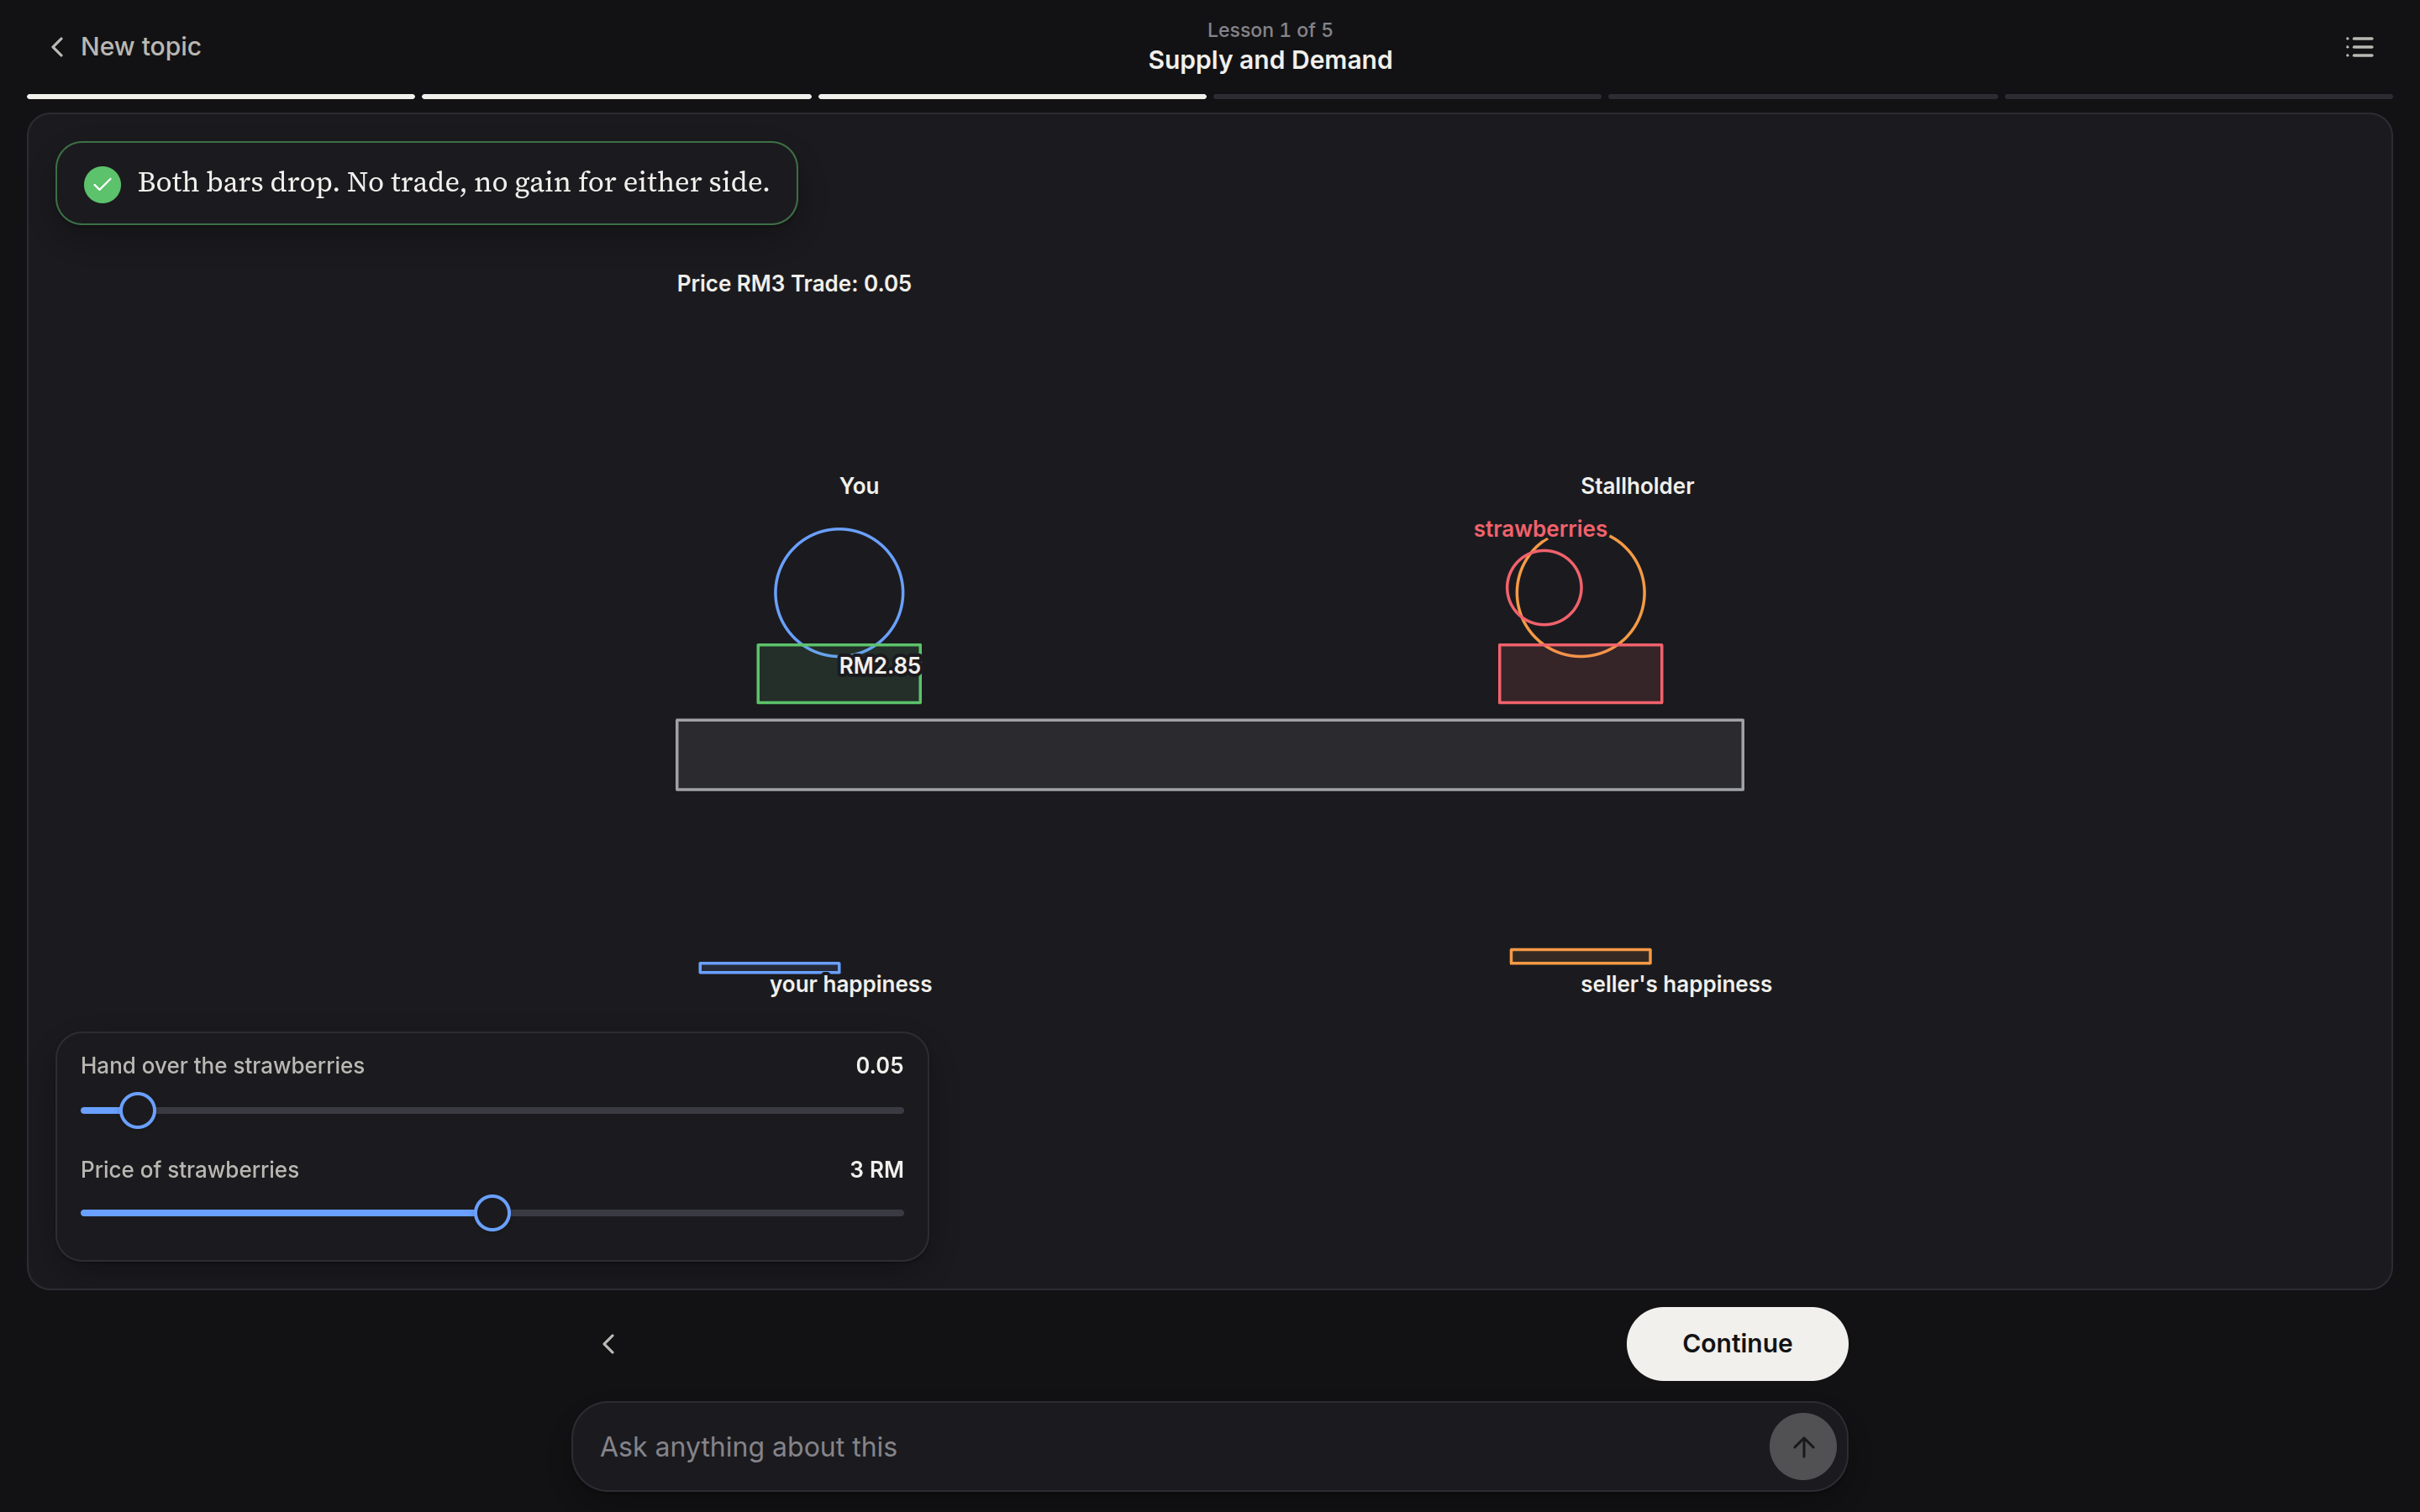 New topic
Lesson 1 of 5
Supply and Demand
Both bars drop. No trade, no gain for either side.
Price RM3 Trade: 0.05
You
Stallholder
strawberries
RM2.85
your happiness
seller's happiness
Hand over the strawberries
0.05
Price of strawberries
3 RM
Continue
Ask anything about this